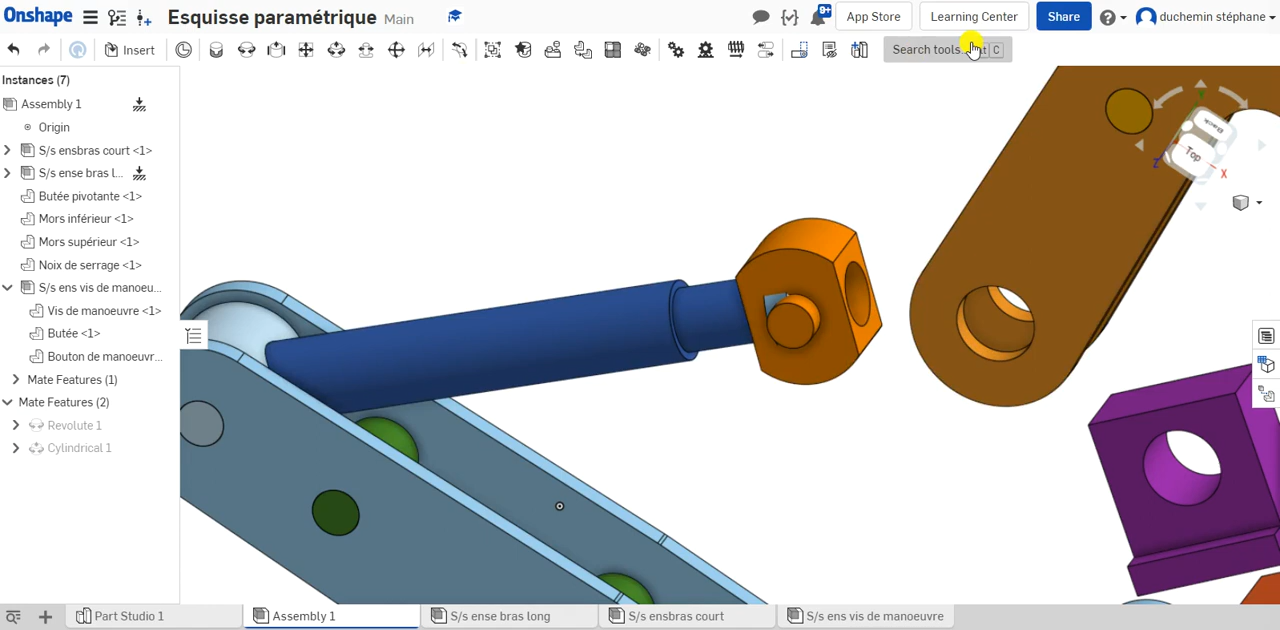 Onshape Esquisse paramétrique Main 9+ App Store Learning Center Share duchemin stéphane
Insert Search tools... C
Instances (7)
Assembly 1
Origin
S/s ensbras court <1>
S/s ense bras l...
Butée pivotante <1>
Mors inférieur <1>
Mors supérieur <1>
Noix de serrage <1>
S/s ens vis de manoeu...
Vis de manoeuvre <1>
Butée <1>
Bouton de manoeuvr...
Mate Features (1)
Mate Features (2)
Revolute 1
Cylindrical 1
Top
Z
X
Part Studio 1 Assembly 1 S/s ense bras long S/s ensbras court S/s ens vis de manoeuvre